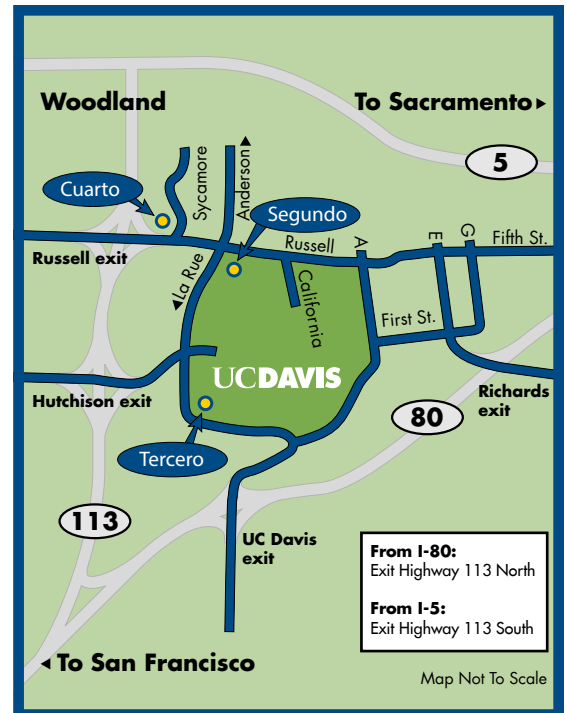 Woodland
To Sacramento
5
Sycamore
Anderson
Cuarto
Segundo
Russell
A
E
G
Fifth St.
Russell exit
La Rue
California
First St.
UCDAVIS
Hutchison exit
Richards
exit
80
Tercero
113
UC Davis
exit
From I-80:
Exit Highway 113 North
From I-5:
Exit Highway 113 South
To San Francisco
Map Not To Scale